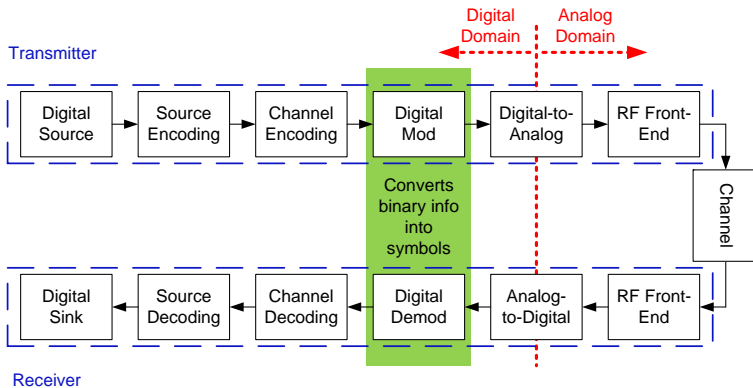 Digital
Domain
Analog
Domain
Transmitter
Digital
Source
Source
Encoding
Channel
Encoding
Digital
Mod
Digital-to-
Analog
RF Front-
End
Converts
binary info
into
symbols
Channel
Digital
Sink
Source
Decoding
Channel
Decoding
Digital
Demod
Analog-
to-Digital
RF Front-
End
Receiver